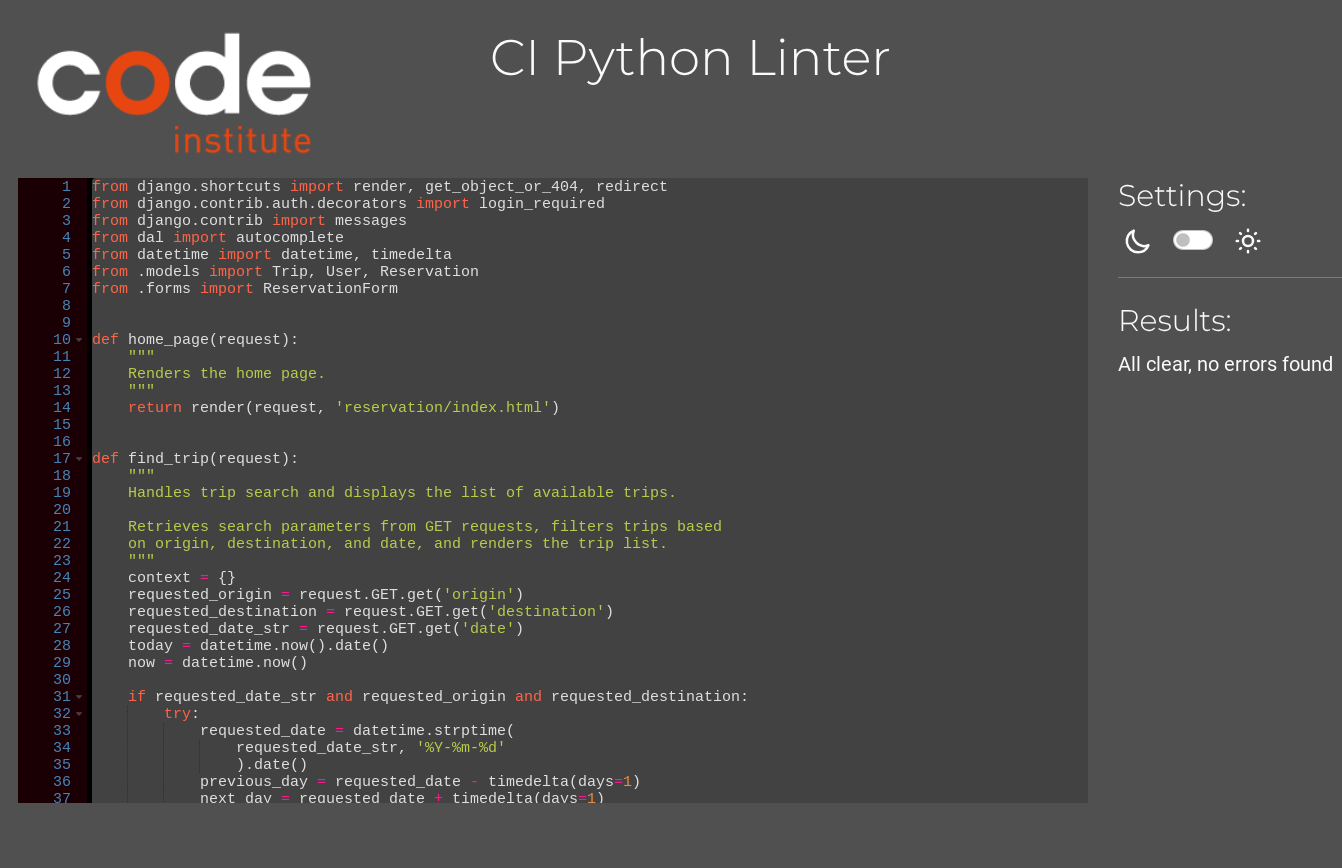 code
institute
CI Python Linter
1 from django.shortcuts import render, get_object_or_404, redirect
2 from django.contrib.auth.decorators import login_required
3 from django.contrib import messages
4 from dal import autocomplete
5 from datetime import datetime, timedelta
6 from .models import Trip, User, Reservation
7 from .forms import ReservationForm
8
9
10 def home_page(request):
11     """
12     Renders the home page.
13     """
14     return render(request, 'reservation/index.html')
15
16
17 def find_trip(request):
18     """
19     Handles trip search and displays the list of available trips.
20
21     Retrieves search parameters from GET requests, filters trips based
22     on origin, destination, and date, and renders the trip list.
23     """
24     context = {}
25     requested_origin = request.GET.get('origin')
26     requested_destination = request.GET.get('destination')
27     requested_date_str = request.GET.get('date')
28     today = datetime.now().date()
29     now = datetime.now()
30
31     if requested_date_str and requested_origin and requested_destination:
32         try:
33             requested_date = datetime.strptime(
34                 requested_date_str, '%Y-%m-%d'
35                 ).date()
36             previous_day = requested_date - timedelta(days=1)
37             next_day = requested_date + timedelta(days=1)
Settings:
Results:
All clear, no errors found